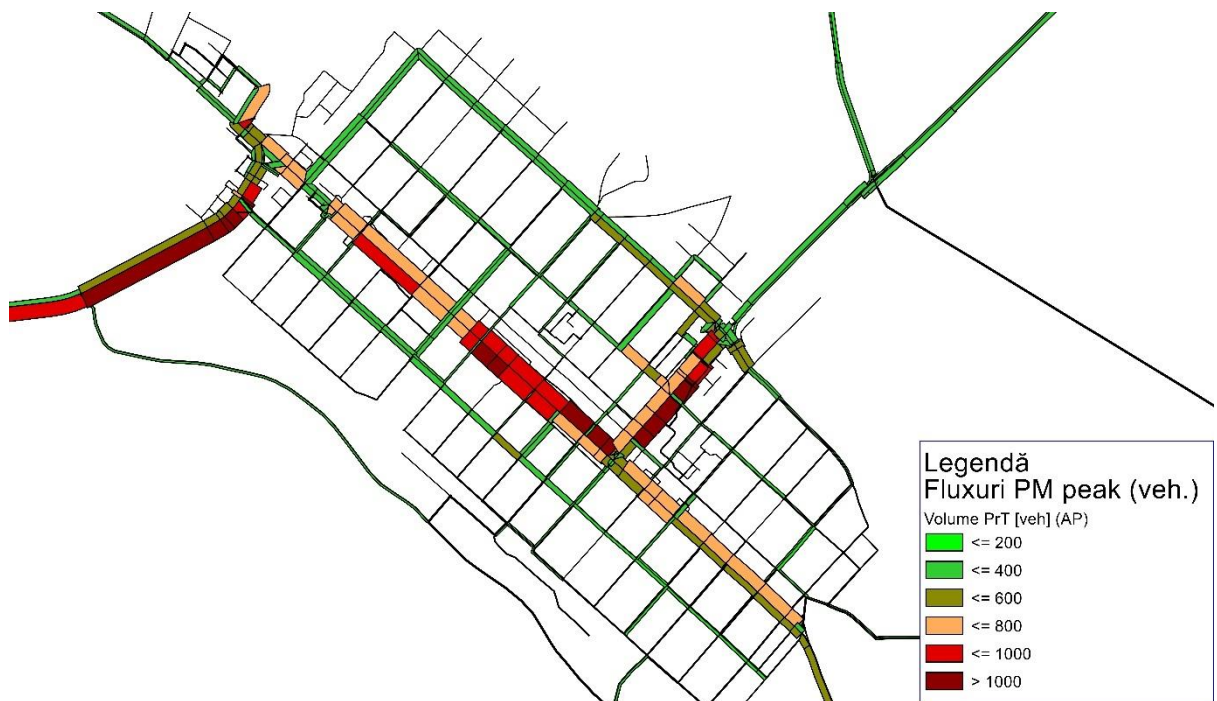 Legendă
Fluxuri PM peak (veh.)
Volume PrT [veh] (AP)
<= 200
<= 400
<= 600
<= 800
<= 1000
> 1000